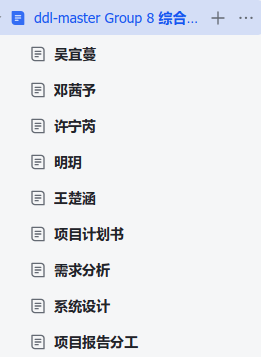 ddl-master Group 8 综合...
吴宜蔓
邓茜予
许宁芮
明玥
王楚涵
项目计划书
需求分析
系统设计
项目报告分工